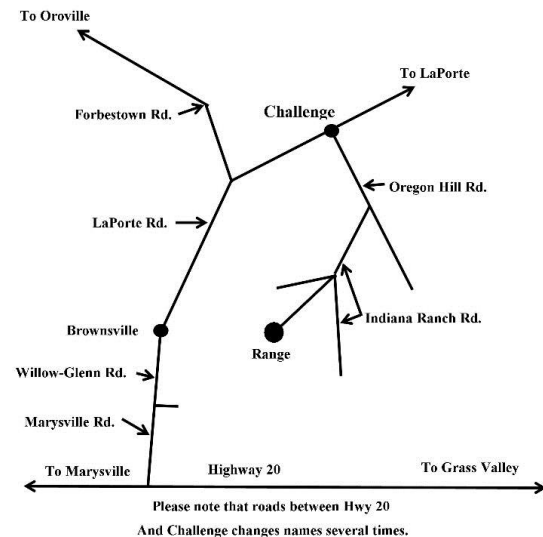 To Oroville
To LaPorte
Challenge
Forbestown Rd.
Oregon Hill Rd.
LaPorte Rd.
Indiana Ranch Rd.
Brownsville
Range
Willow-Glenn Rd.
Marysville Rd.
To Marysville
Highway 20
To Grass Valley
Please note that roads between Hwy 20
And Challenge changes names several times.